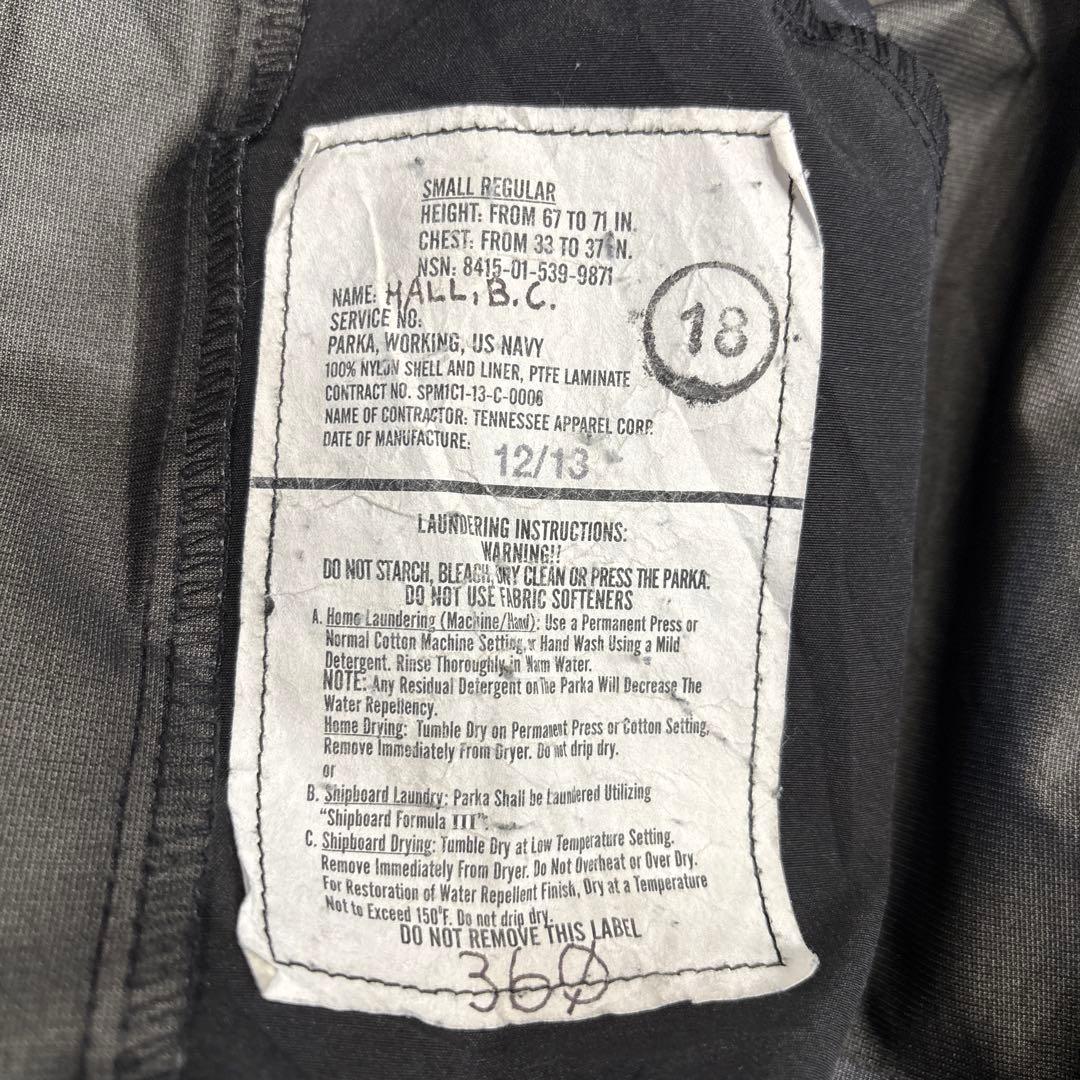 SMALL REGULAR
HEIGHT: FROM 67 TO 71 IN.
CHEST: FROM 33 TO 37 IN.
NSN: 8415-01-539-9871
NAME: HALL, B.C.
SERVICE NO:
18
PARKA, WORKING, US NAVY
100% NYLON SHELL AND LINER, PTFE LAMINATE
CONTRACT NO. SPM1C1-13-C-0006
NAME OF CONTRACTOR: TENNESSEE APPAREL CORP.
DATE OF MANUFACTURE: 12/13
LAUNDERING INSTRUCTIONS:
WARNING!!
DO NOT STARCH, BLEACH, DRY CLEAN OR PRESS THE PARKA.
DO NOT USE FABRIC SOFTENERS
A. Home Laundering (Machine/Hand): Use a Permanent Press or
Normal Cotton Machine Setting, or Hand Wash Using a Mild
Detergent. Rinse Thoroughly in Warm Water.
NOTE: Any Residual Detergent on The Parka Will Decrease The
Water Repellency.
Home Drying: Tumble Dry on Permanent Press or Cotton Setting,
Remove Immediately From Dryer. Do not drip dry.
or
B. Shipboard Laundry: Parka Shall be Laundered Utilizing
"Shipboard Formula III".
C. Shipboard Drying: Tumble Dry at Low Temperature Setting.
Remove Immediately From Dryer. Do Not Overheat or Over Dry.
For Restoration of Water Repellent Finish, Dry at a Temperature
Not to Exceed 150°F. Do not drip dry.
DO NOT REMOVE THIS LABEL
360